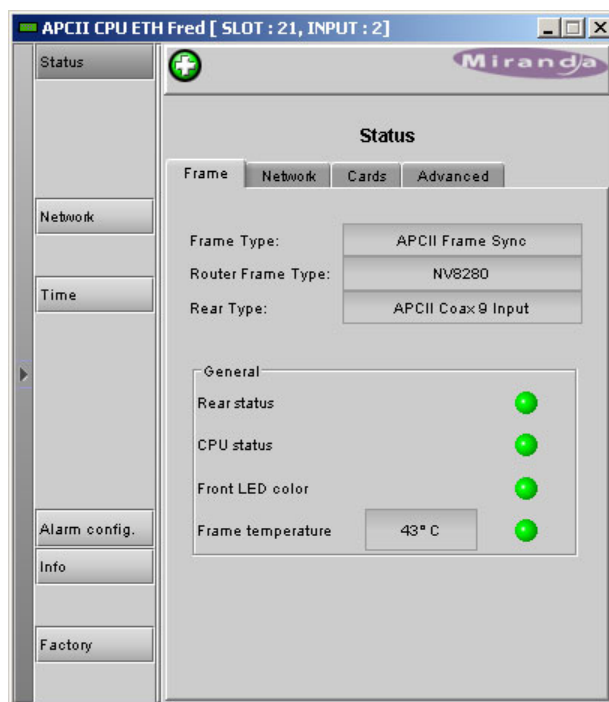 APCII CPU ETH Fred [ SLOT : 21, INPUT : 2]
Miranda
Status
Network
Time
Alarm config.
Info
Factory
Status
Frame
Network
Cards
Advanced
Frame Type:
APCII Frame Sync
Router Frame Type:
NV8280
Rear Type:
APCII Coax 9 Input
General
Rear status
CPU status
Front LED color
Frame temperature
43° C